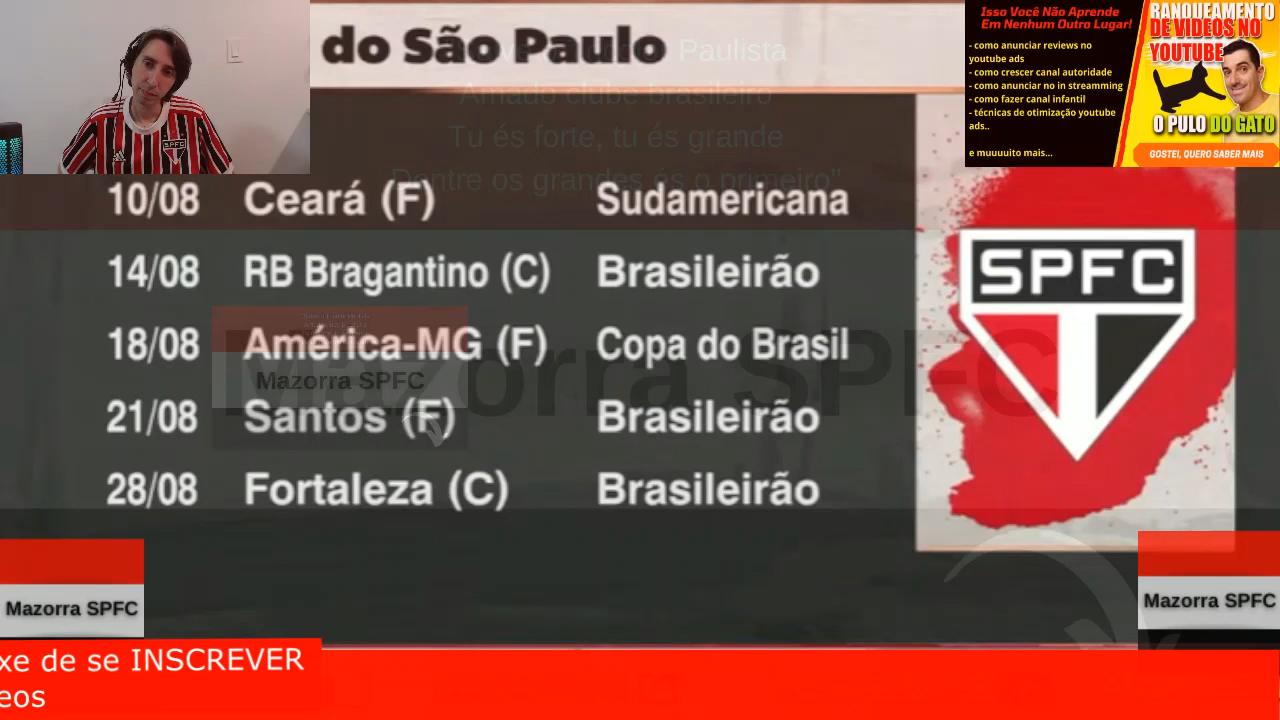 do São Paulo
Paulista
Amado clube brasileiro
Tu és forte, tu és grande
Dentre os grandes és o primeiro"
10/08 Ceará (F) Sudamericana
14/08 RB Bragantino (C) Brasileirão
18/08 América-MG (F) Copa do Brasil
21/08 Santos (F) Brasileirão
28/08 Fortaleza (C) Brasileirão
Mazorra SPFC
Mazorra SPFC
SPFC
SPFC
Isso Você Não Aprende
Em Nenhum Outro Lugar!
- como anunciar reviews no
youtube ads
- como crescer canal autoridade
- como anunciar no in streamming
- como fazer canal infantil
- técnicas de otimização youtube
ads..
e muuuuito mais...
RANQUEAMENTO
DE VIDEOS NO
YOUTUBE
O PULO DO GATO
GOSTEI, QUERO SABER MAIS
Mazorra SPFC
Mazorra SPFC
xe de se INSCREVER
eos